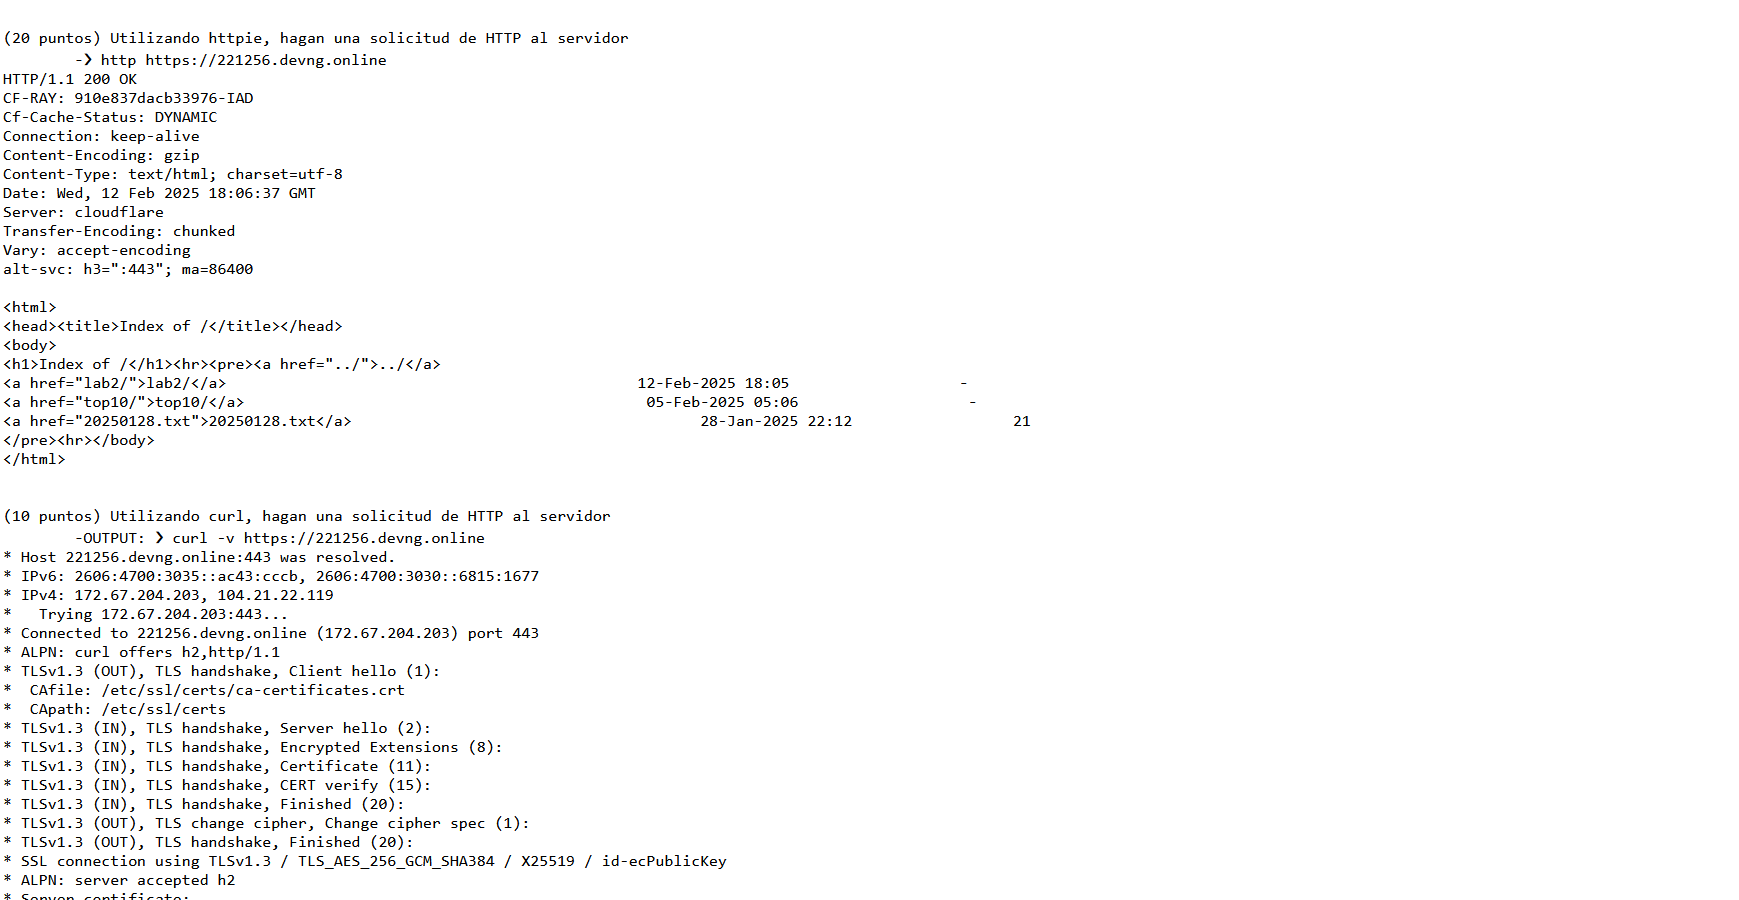 (20 puntos) Utilizando httpie, hagan una solicitud de HTTP al servidor
-❯ http https://221256.devng.online
HTTP/1.1 200 OK
CF-RAY: 910e837dacb33976-IAD
Cf-Cache-Status: DYNAMIC
Connection: keep-alive
Content-Encoding: gzip
Content-Type: text/html; charset=utf-8
Date: Wed, 12 Feb 2025 18:06:37 GMT
Server: cloudflare
Transfer-Encoding: chunked
Vary: accept-encoding
alt-svc: h3=":443"; ma=86400
<html>
<head><title>Index of /</title></head>
<body>
<h1>Index of /</h1><hr><pre><a href="../">../</a>
<a href="lab2/">lab2/</a> 12-Feb-2025 18:05 -
<a href="top10/">top10/</a> 05-Feb-2025 05:06 -
<a href="20250128.txt">20250128.txt</a> 28-Jan-2025 22:12 21
</pre><hr></body>
</html>
(10 puntos) Utilizando curl, hagan una solicitud de HTTP al servidor
-OUTPUT: ❯ curl -v https://221256.devng.online
* Host 221256.devng.online:443 was resolved.
* IPv6: 2606:4700:3035::ac43:cccb, 2606:4700:3030::6815:1677
* IPv4: 172.67.204.203, 104.21.22.119
*   Trying 172.67.204.203:443...
* Connected to 221256.devng.online (172.67.204.203) port 443
* ALPN: curl offers h2,http/1.1
* TLSv1.3 (OUT), TLS handshake, Client hello (1):
*  CAfile: /etc/ssl/certs/ca-certificates.crt
*  CApath: /etc/ssl/certs
* TLSv1.3 (IN), TLS handshake, Server hello (2):
* TLSv1.3 (IN), TLS handshake, Encrypted Extensions (8):
* TLSv1.3 (IN), TLS handshake, Certificate (11):
* TLSv1.3 (IN), TLS handshake, CERT verify (15):
* TLSv1.3 (IN), TLS handshake, Finished (20):
* TLSv1.3 (OUT), TLS change cipher, Change cipher spec (1):
* TLSv1.3 (OUT), TLS handshake, Finished (20):
* SSL connection using TLSv1.3 / TLS_AES_256_GCM_SHA384 / X25519 / id-ecPublicKey
* ALPN: server accepted h2
* Server certificate: